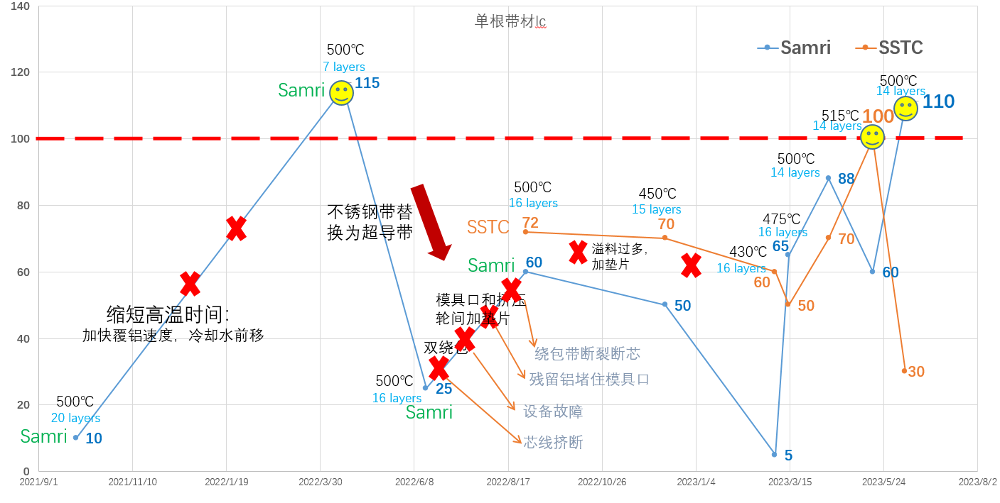 单根带材Ic
Samri
SSTC
140
120
100
80
60
40
20
0
500℃
7 layers
Samri
115
500℃
14 layers
110
515℃
100
14 layers
500℃
14 layers
88
500℃
16 layers
SSTC
72
450℃
15 layers
70
475℃
16 layers
65
不锈钢带替
换为超导带
溢料过多,
加垫片
430℃
16 layers
60
Samri
60
70
60
50
50
模具口和挤压
轮间加垫片
缩短高温时间:
加快覆铝速度, 冷却水前移
双绕包
绕包带断裂断芯
残留铝堵住模具口
设备故障
芯线挤断
30
500℃
16 layers
25
Samri
500℃
20 layers
Samri
10
5
2021/9/1
2021/11/10
2022/1/19
2022/3/30
2022/6/8
2022/8/17
2022/10/26
2023/1/4
2023/3/15
2023/5/24
2023/8/2